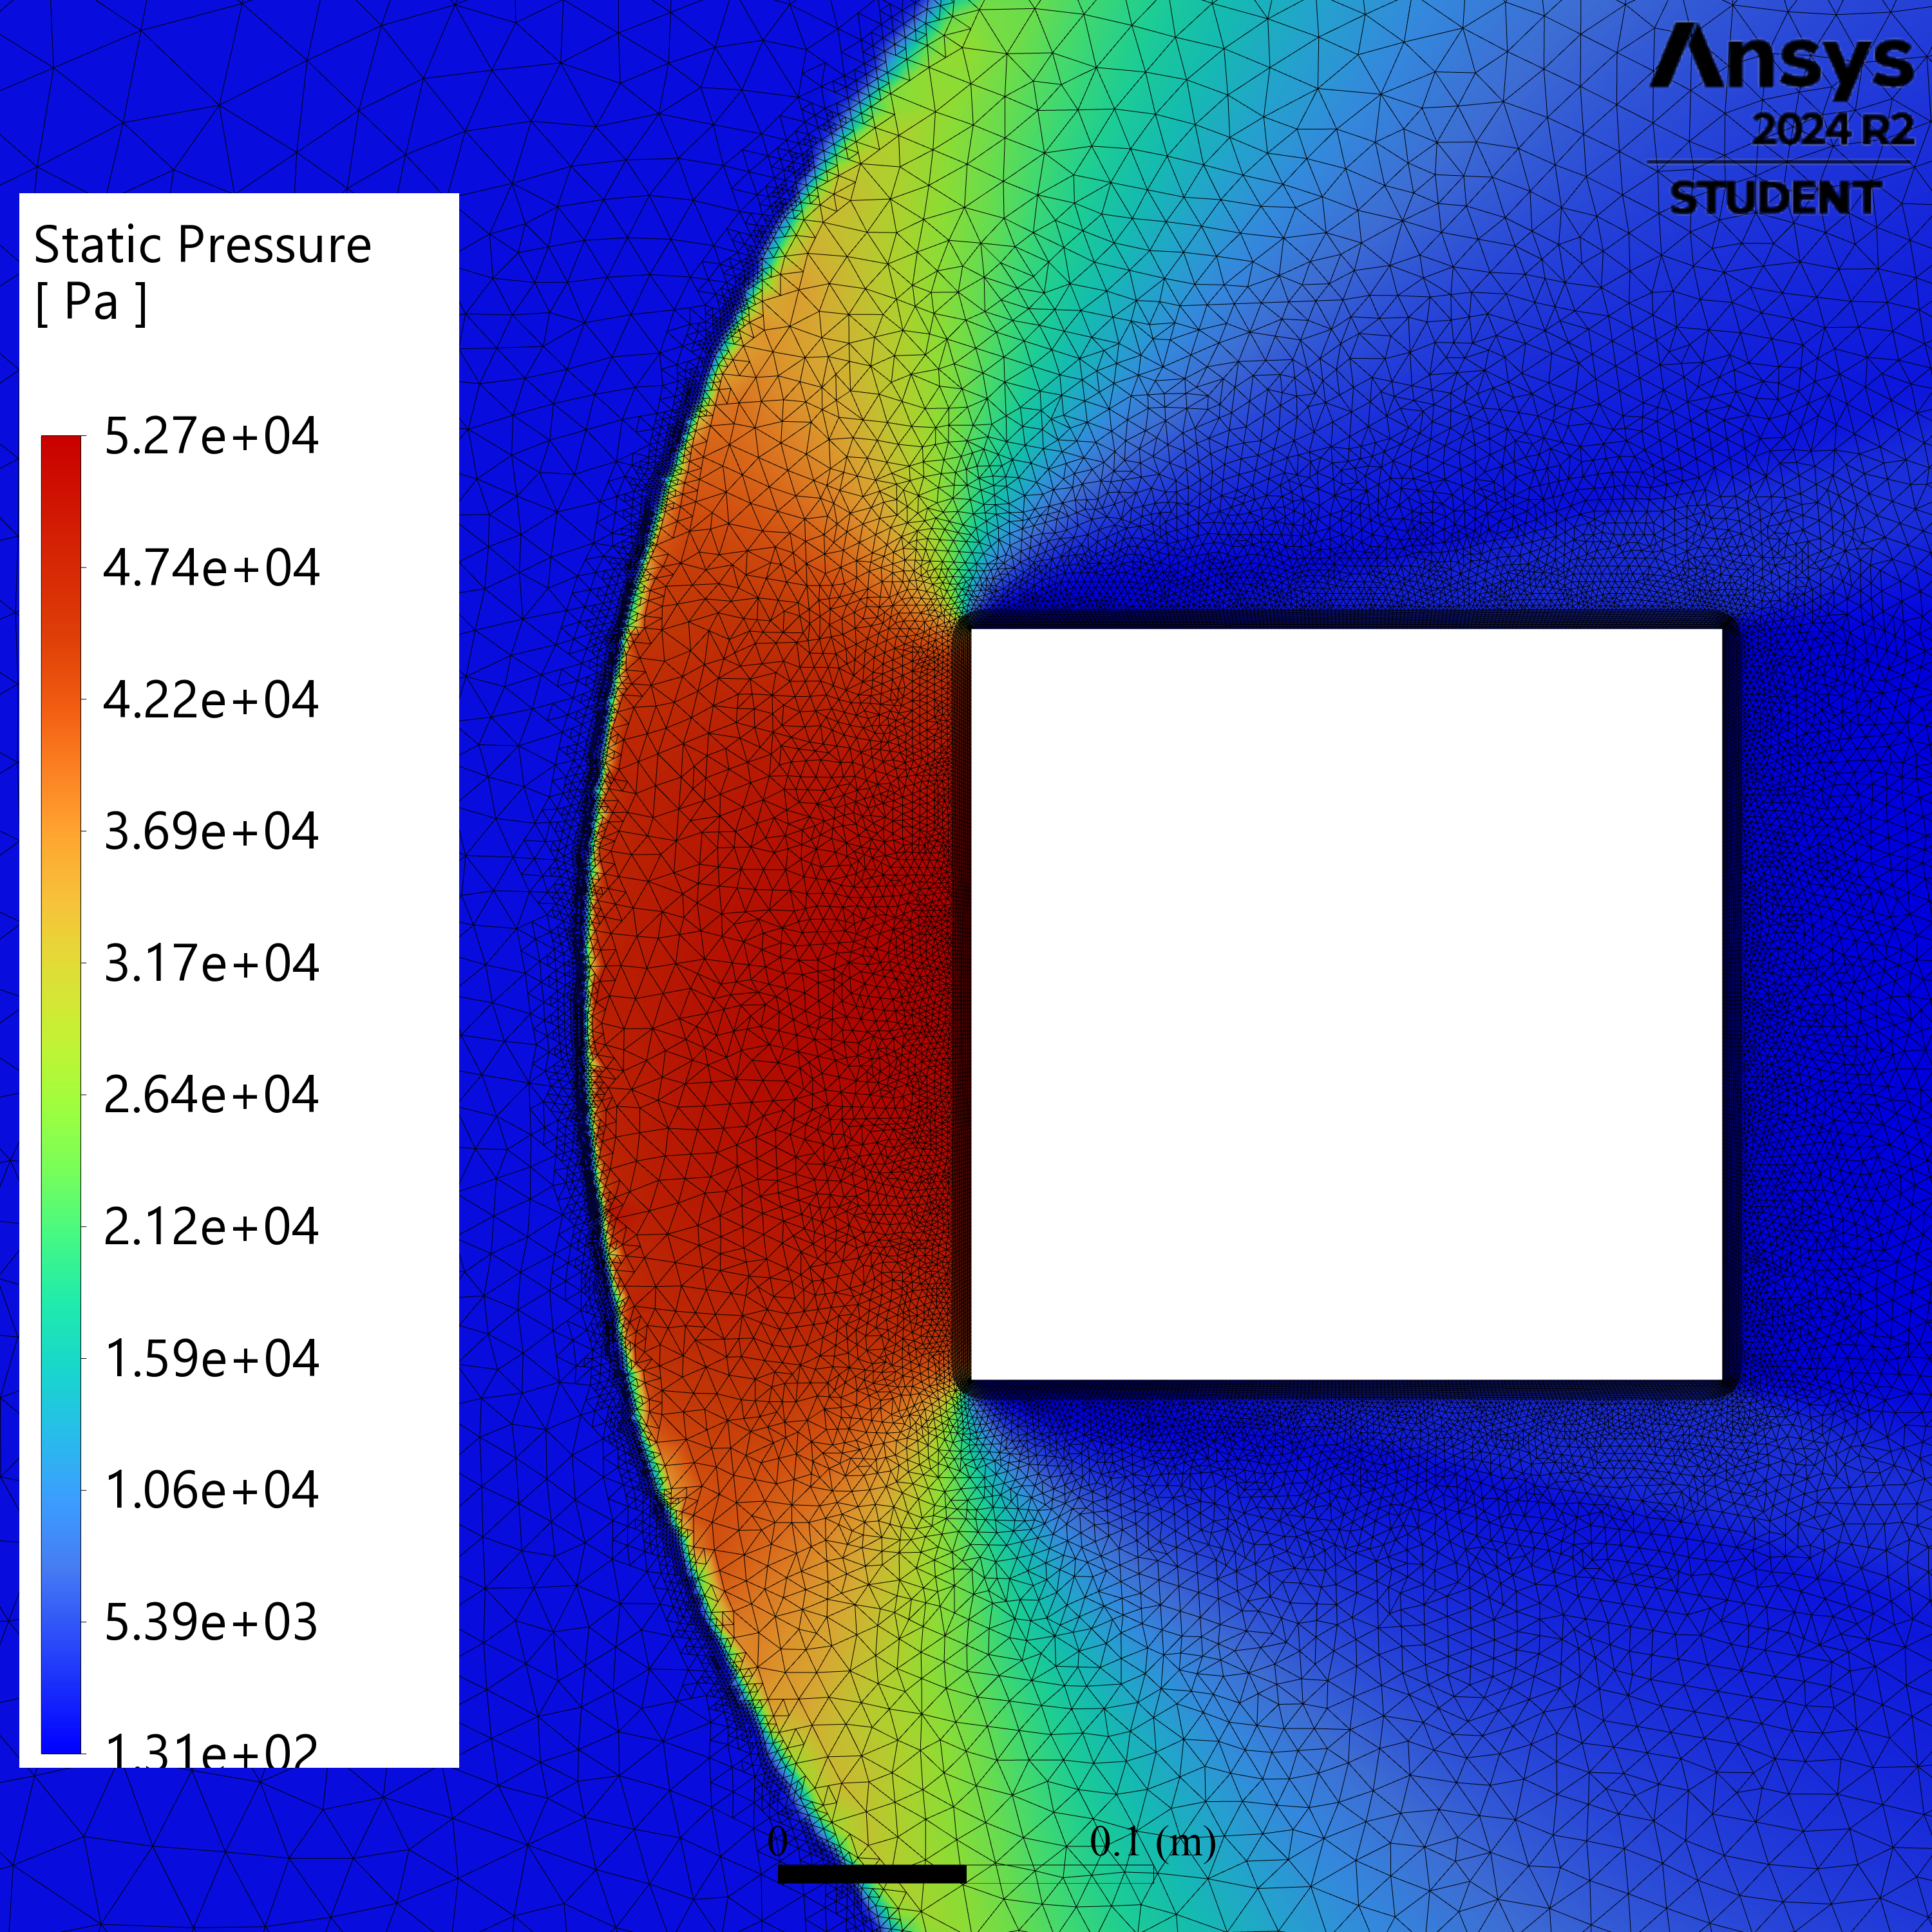 Ansys
2024 R2
STUDENT
Static Pressure
[ Pa ]
5.27e+04
4.74e+04
4.22e+04
3.69e+04
3.17e+04
2.64e+04
2.12e+04
1.59e+04
1.06e+04
5.39e+03
1.31e+02
0 0.1 (m)